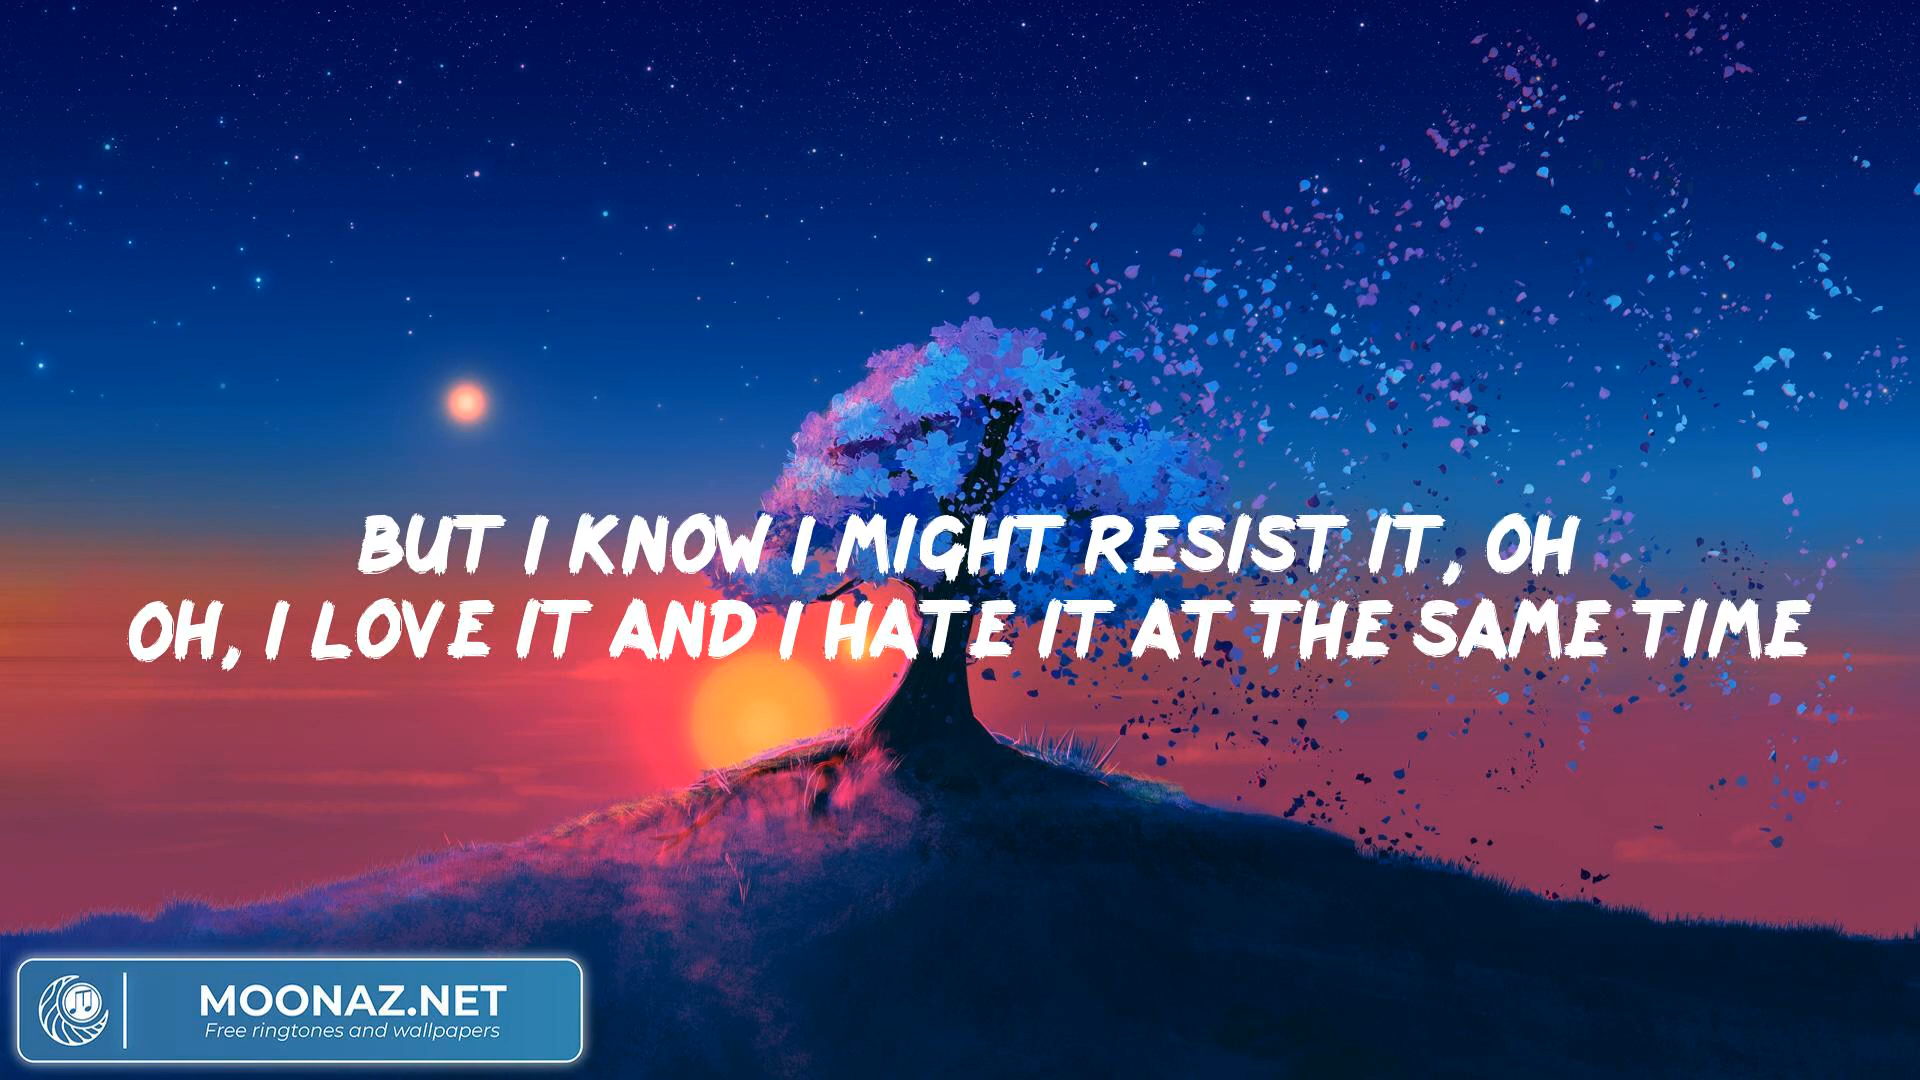 BUT I KNOW I MIGHT RESIST IT, OH
OH, I LOVE IT AND I HATE IT AT THE SAME TIME
MOONAZ.NET
Free ringtones and wallpapers